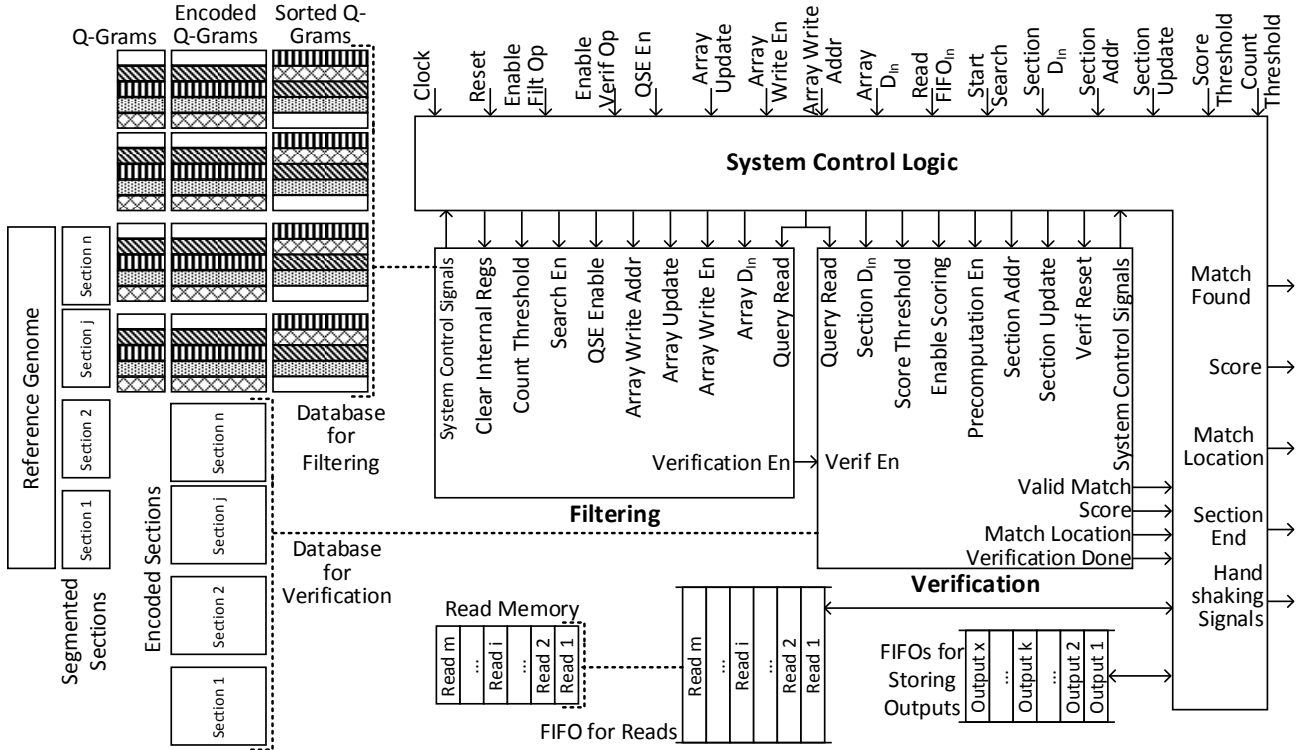 Q-Grams
Encoded
Q-Grams
Sorted Q-
Grams
Clock
Reset
Enable
Filt Op
Enable
Verif Op
QSE En
Array
Update
Array
Write En
Array Write
Addr
Array
DIn
Read
FIFOIn
Start
Search
Section
DIn
Section
Addr
Section
Update
Score
Threshold
Count
Threshold
System Control Logic
Reference Genome
Section n
Section j
Section 2
Section 1
Segmented
Sections
Encoded Sections
Section n
Section j
Section 2
Section 1
Database
for
Filtering
Database
for
Verification
System Control Signals
Clear Internal Regs
Count Threshold
Search En
QSE Enable
Array Write Addr
Array Update
Array Write En
Array DIn
Query Read
Verification En
Filtering
Query Read
Section DIn
Score Threshold
Enable Scoring
Precomputation En
Section Addr
Section Update
Verif Reset
System Control Signals
Verif En
Valid Match
Score
Match Location
Verification Done
Verification
Match
Found
Score
Match
Location
Section
End
Hand
shaking
Signals
Read Memory
Read m
...
Read i
...
Read 2
Read 1
FIFO for Reads
Read m
...
Read i
...
Read 2
Read 1
FIFOs for
Storing
Outputs
Output x
...
Output k
...
Output 2
Output 1